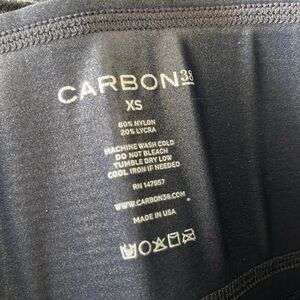 CARBON38
XS
80% NYLON
20% LYCRA
MACHINE WASH COLD
DO NOT BLEACH
TUMBLE DRY LOW
COOL IRON IF NEEDED
RN 147957
WWW.CARBON38.COM
MADE IN USA